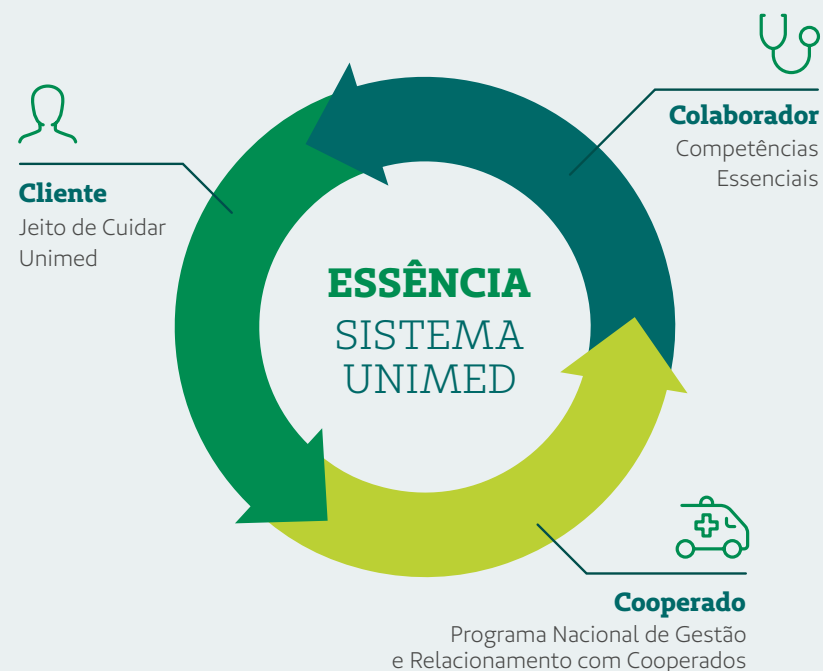 Colaborador
Competências
Essenciais
Cliente
Jeito de Cuidar
Unimed
ESSÊNCIA
SISTEMA
UNIMED
Cooperado
Programa Nacional de Gestão
e Relacionamento com Cooperados